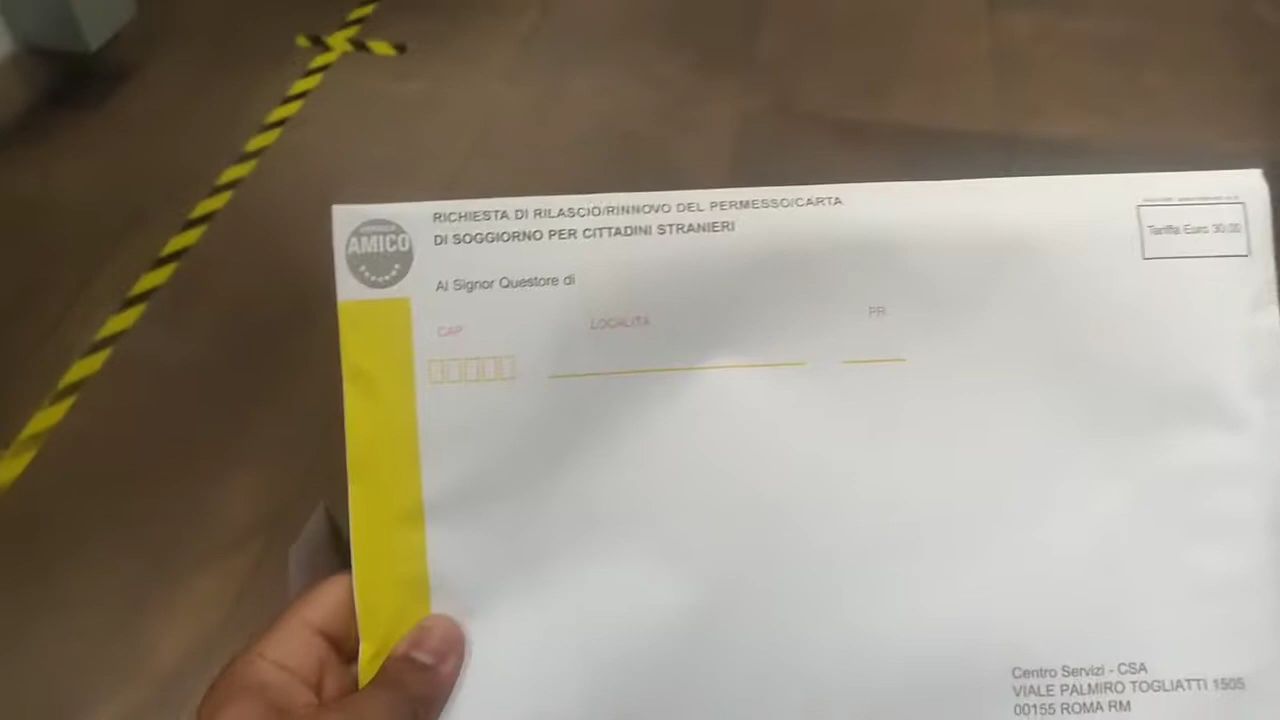 AMICO
RICHIESTA DI RILASCIO/RINNOVO DEL PERMESSO/CARTA
DI SOGGIORNO PER CITTADINI STRANIERI
Tariffa Euro 30,00
Al Signor Questore di
CAP
LOCALITÀ
PR.
Centro Servizi - CSA
VIALE PALMIRO TOGLIATTI 1505
00155 ROMA RM